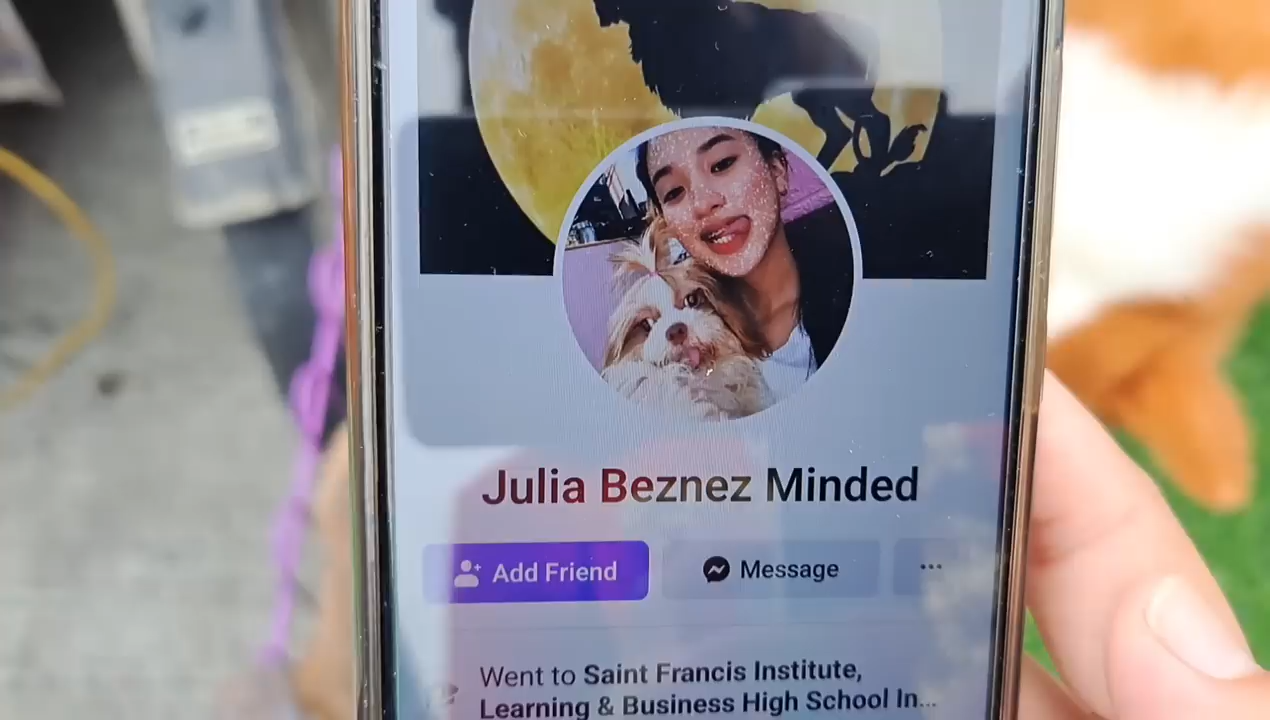 Julia Beznez Minded
Add Friend
Message
Went to Saint Francis Institute,
Learning & Business High School In...